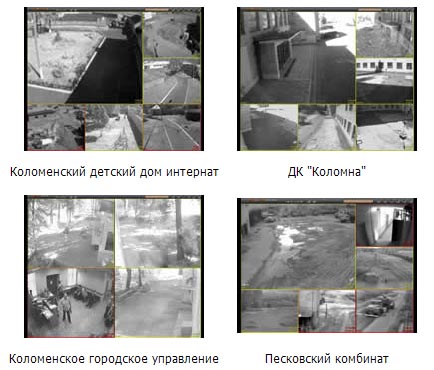 Коломенский детский дом интернат
ДК "Коломна"
Коломенское городское управление
Песковский комбинат